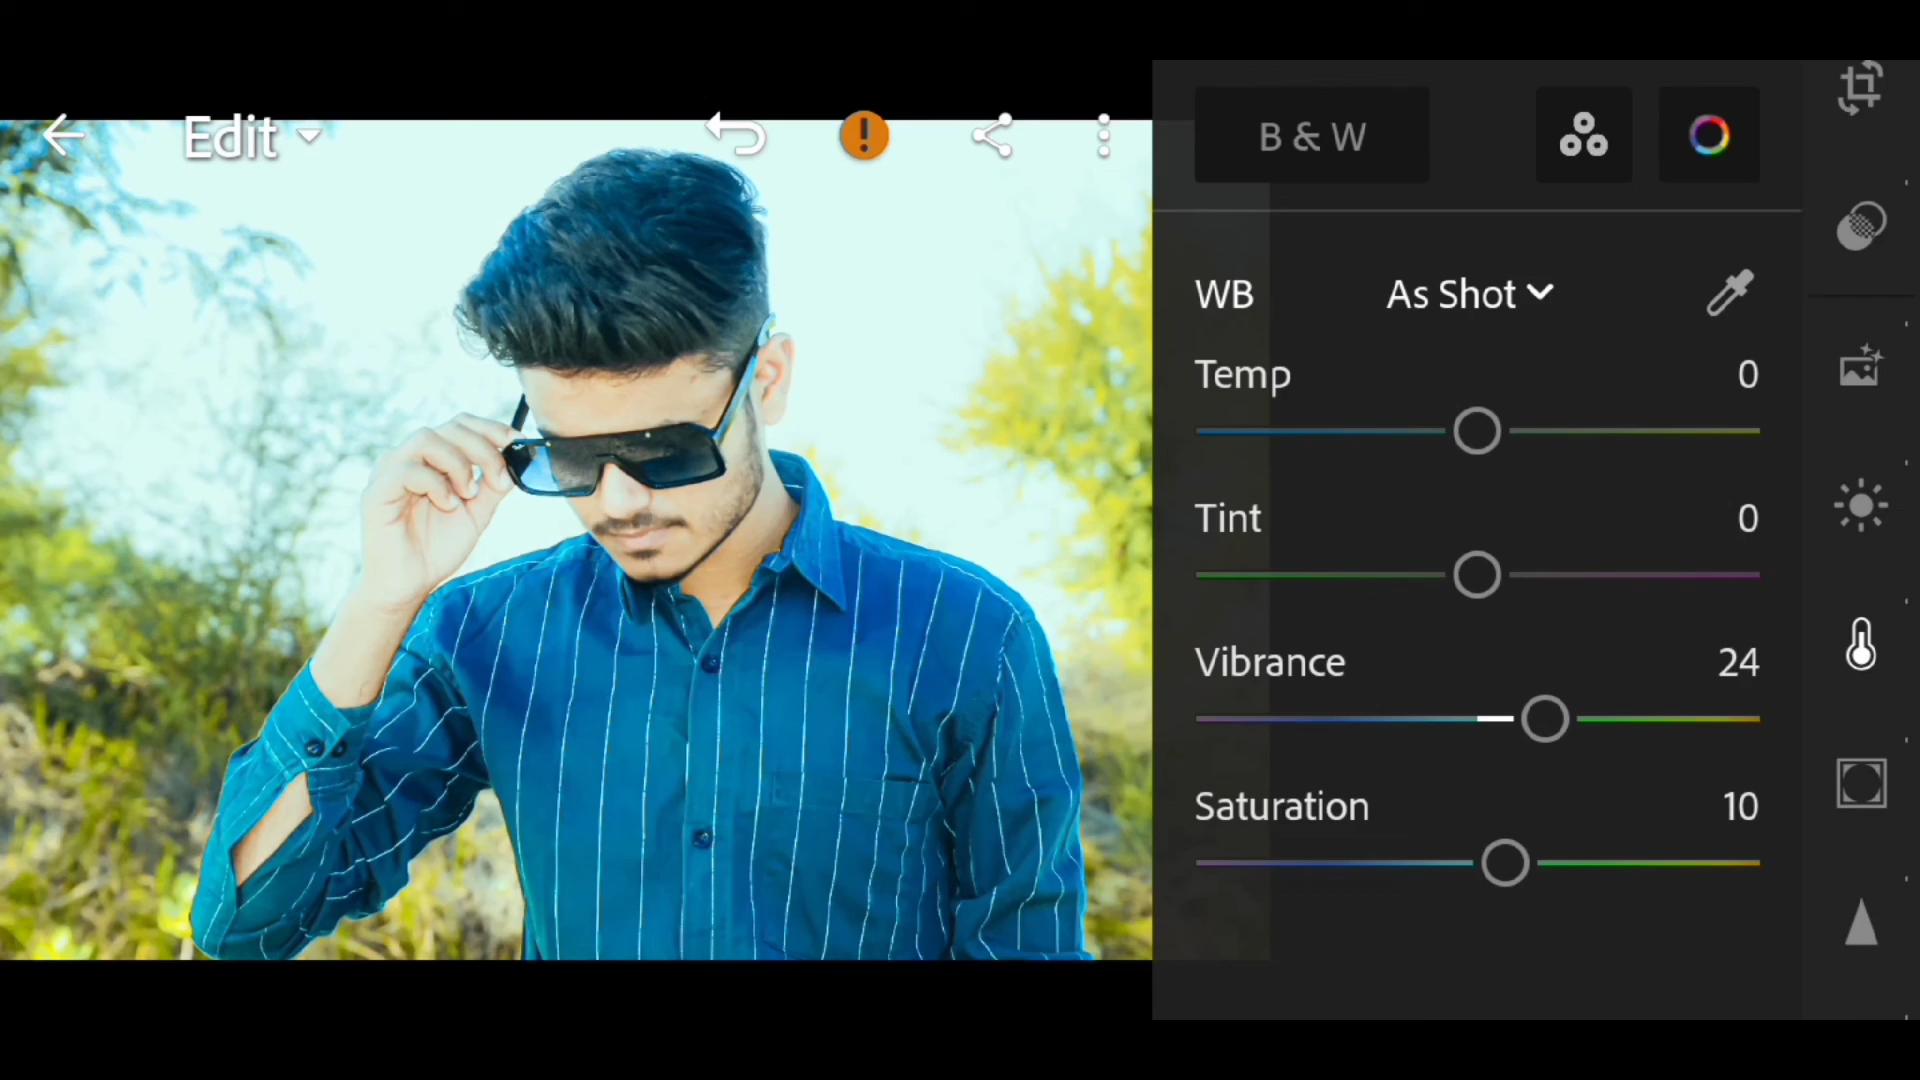 Edit
B & W
WB As Shot
Temp 0
Tint 0
Vibrance 24
Saturation 10